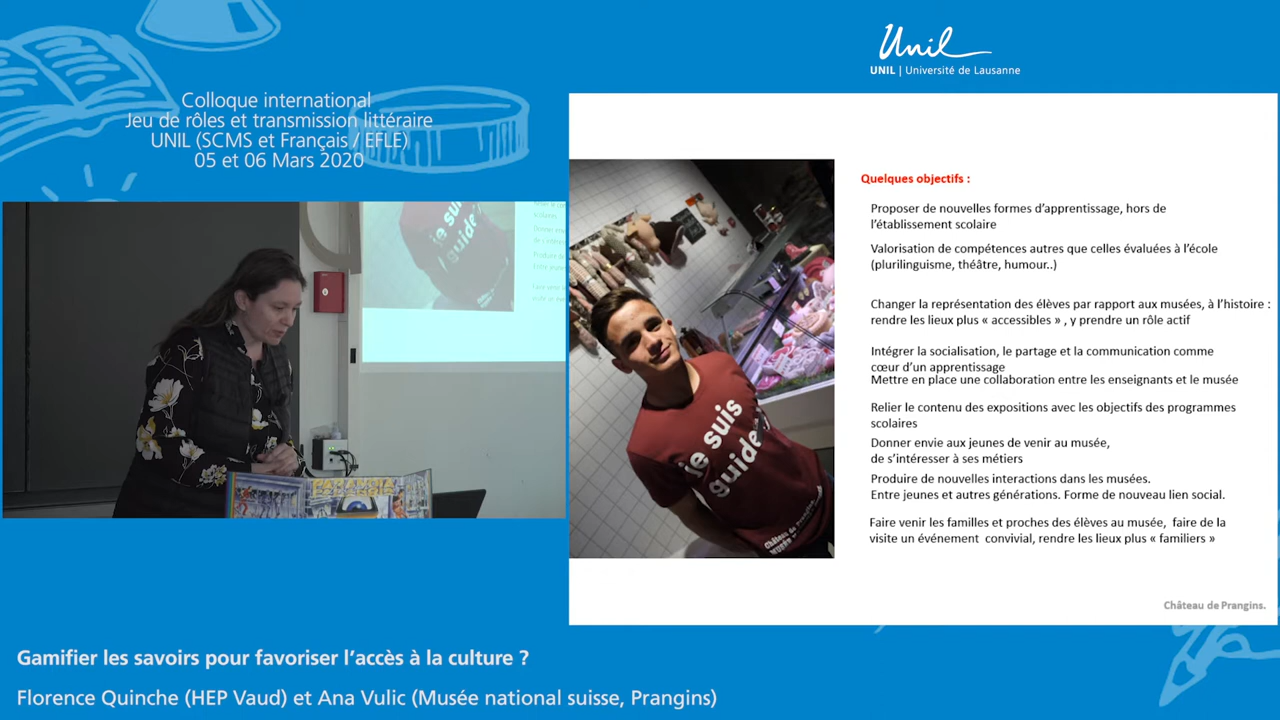 Unil
UNIL | Université de Lausanne
Colloque international
Jeu de rôles et transmission littéraire
UNIL (SCMS et Français / EFLE)
05 et 06 Mars 2020
je suis
guide
PARANOIA
Quelques objectifs :
Proposer de nouvelles formes d'apprentissage, hors de
l'établissement scolaire
Valorisation de compétences autres que celles évaluées à l'école
(plurilinguisme, théâtre, humour..)
Changer la représentation des élèves par rapport aux musées, à l'histoire :
rendre les lieux plus « accessibles » , y prendre un rôle actif
Intégrer la socialisation, le partage et la communication comme
cœur d'un apprentissage
Mettre en place une collaboration entre les enseignants et le musée
Relier le contenu des expositions avec les objectifs des programmes
scolaires
Donner envie aux jeunes de venir au musée,
de s'intéresser à ses métiers
Produire de nouvelles interactions dans les musées.
Entre jeunes et autres générations. Forme de nouveau lien social.
Faire venir les familles et proches des élèves au musée, faire de la
visite un événement convivial, rendre les lieux plus « familiers »
je suis
guide
Château de Prangins
Château de Prangins.
Gamifier les savoirs pour favoriser l'accès à la culture ?
Florence Quinche (HEP Vaud) et Ana Vulic (Musée national suisse, Prangins)